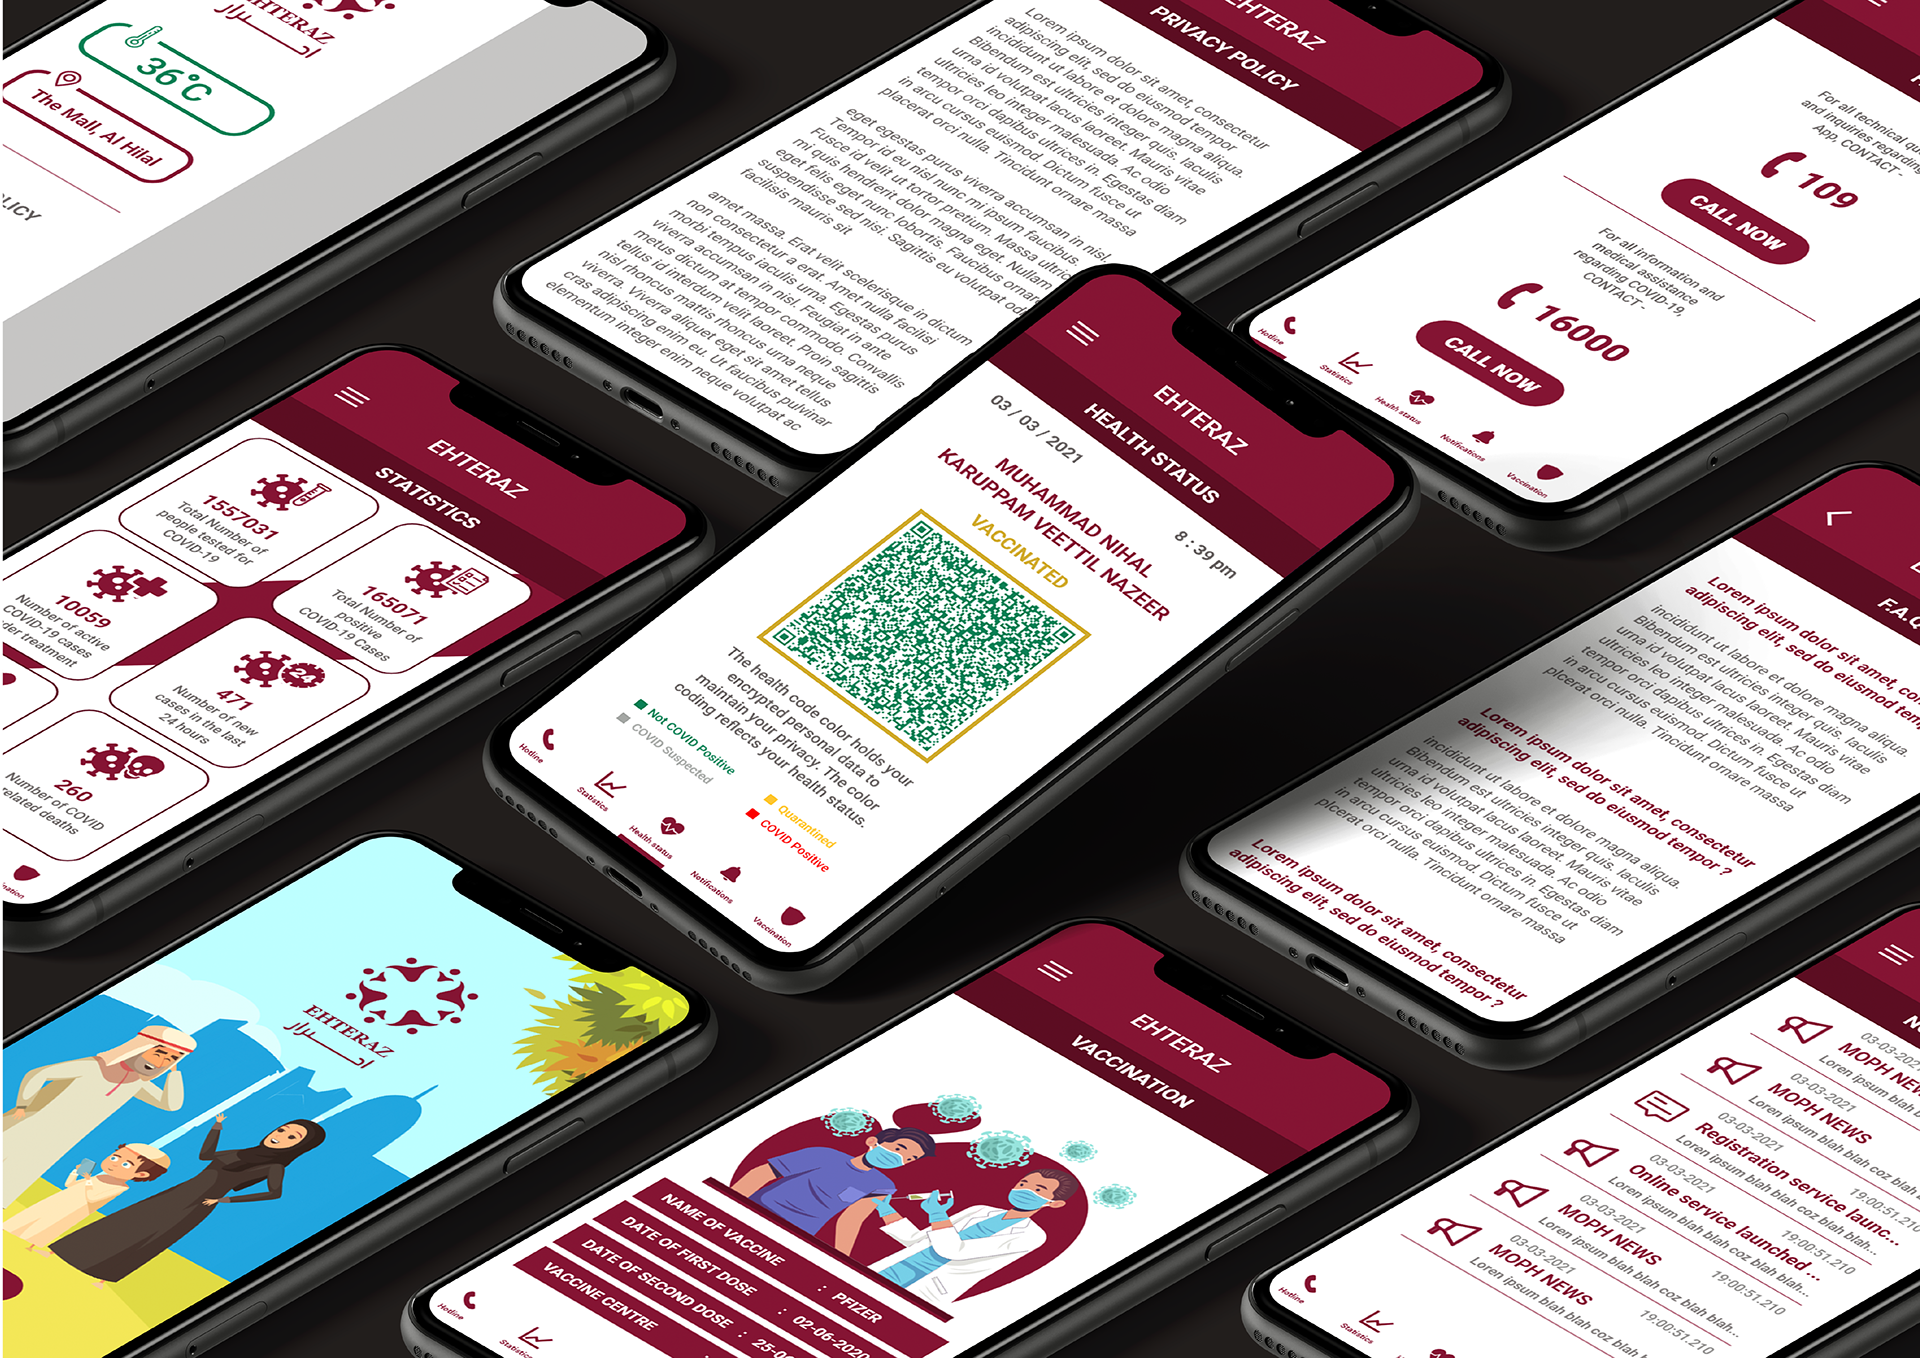 EHTERAZ
احـــــتـــــراز
36°C
The Mall, Al Hilal
EHTERAZ
PRIVACY POLICY
Lorem ipsum dolor sit amet, consectetur
adipiscing elit, sed do eiusmod tempor
incididunt ut labore et dolore magna aliqua.
Bibendum est ultricies integer quis. Iaculis
urna id volutpat lacus laoreet. Mauris vitae
ultricies leo integer malesuada. Ac odio
tempor orci dapibus ultrices in. Egestas diam
in arcu cursus euismod. Dictum fusce ut
placerat orci nulla. Tincidunt ornare massa
eget egestas purus viverra accumsan in nisl.
Tempor id eu nisl nunc mi ipsum faucibus.
Fusce id velit ut tortor pretium. Massa ultric
mi quis hendrerit dolor magna eget. Nullam
eget felis eget nunc lobortis. Faucibus ornar
suspendisse sed nisi. Sagittis eu volutpat od
facilisis mauris sit
amet massa. Erat velit scelerisque in dictum
non consectetur a erat. Amet nulla facilisi
morbi tempus iaculis urna. Egestas purus
viverra accumsan in nisl. Feugiat in ante
metus dictum at tempor commodo. Convallis
tellus id interdum velit laoreet. Proin sagittis
nisl rhoncus mattis rhoncus urna neque
viverra. Viverra aliquet eget sit amet tellus
cras adipiscing enim eu. Ut faucibus pulvinar
elementum integer enim neque volutpat ac
For all technical
and inquiries regarding
App, CONTACT -
109
CALL NOW
For all information and
medical assistance
regarding COVID-19,
CONTACT -
16000
CALL NOW
Hotline
Statistics
Health status
Notifications
Vaccination
EHTERAZ
STATISTICS
1557031
Total Number of
people tested for
COVID-19
165071
Total Number of
positive
COVID-19 Cases
10059
Number of active
COVID-19 cases
treatment
24
471
Number of new
cases in the last
24 hours
260
Number of COVID
related deaths
EHTERAZ
HEALTH STATUS
03 / 03 / 2021
8 : 39 pm
MUHAMMAD NIHAL
KARUPPAM VEETTIL NAZEER
VACCINATED
The health code color holds your
encrypted personal data to
maintain your privacy. The color
coding reflects your health status.
Not COVID Positive
Quarantined
COVID Suspected
COVID Positive
Hotline
Statistics
Health status
Notifications
Vaccination
F.A.Q
Lorem ipsum dolor sit amet,
adipiscing elit, sed do eiusmod
incididunt ut labore et dolore magna aliqua.
Bibendum est ultricies integer quis. Iaculis
urna id volutpat lacus laoreet. Mauris vitae
ultricies leo integer malesuada. Ac odio
tempor orci dapibus ultrices in. Egestas diam
in arcu cursus euismod. Dictum fusce ut
plcerat orci nulla. Tincidunt ornare massa
Lorem ipsum dolor sit amet, consectetur
adipiscing elit, sed do eiusmod tempor ?
incididunt ut labore et dolore magna aliqua.
Bibendum est ultricies integer quis. Iaculis
urna id volutpat lacus laoreet. Mauris vitae
ultricies leo integer malesuada. Ac odio
tempor orci dapibus ultrices in. Egestas diam
in arcu cursus euismod. Dictum fusce ut
plcerat orci nulla. Tincidunt ornare massa
Lorem ipsum dolor sit amet, consectetur
adipiscing elit, sed do eiusmod tempor ?
EHTERAZ
احـــــتـــــراز
EHTERAZ
VACCINATION
NAME OF VACCINE : PFIZER
DATE OF FIRST DOSE : 02-06-2020
DATE OF SECOND DOSE : 25-0
VACCINE CENTRE
Hotline
Statistics
03-03-202
MOPH NEW
Loren ipsum blah
03-03-2021
MOPH NEWS
Loren ipsum blah blah coz blah
03-03-2021
Registration service launc...
Loren ipsum blah blah coz blah...
19:00:51.210
03-03-2021
Online service launched ...
Loren ipsum blah blah coz blah...
19:00:51.210
03-03-2021
MOPH NEWS
Loren ipsum blah blah coz blah blah...
19:00:51.210
03-03-2021
MOPH NEWS
Loren ipsum blah blah coz blah blah...
19:00:51.210
Hotline
Statistics